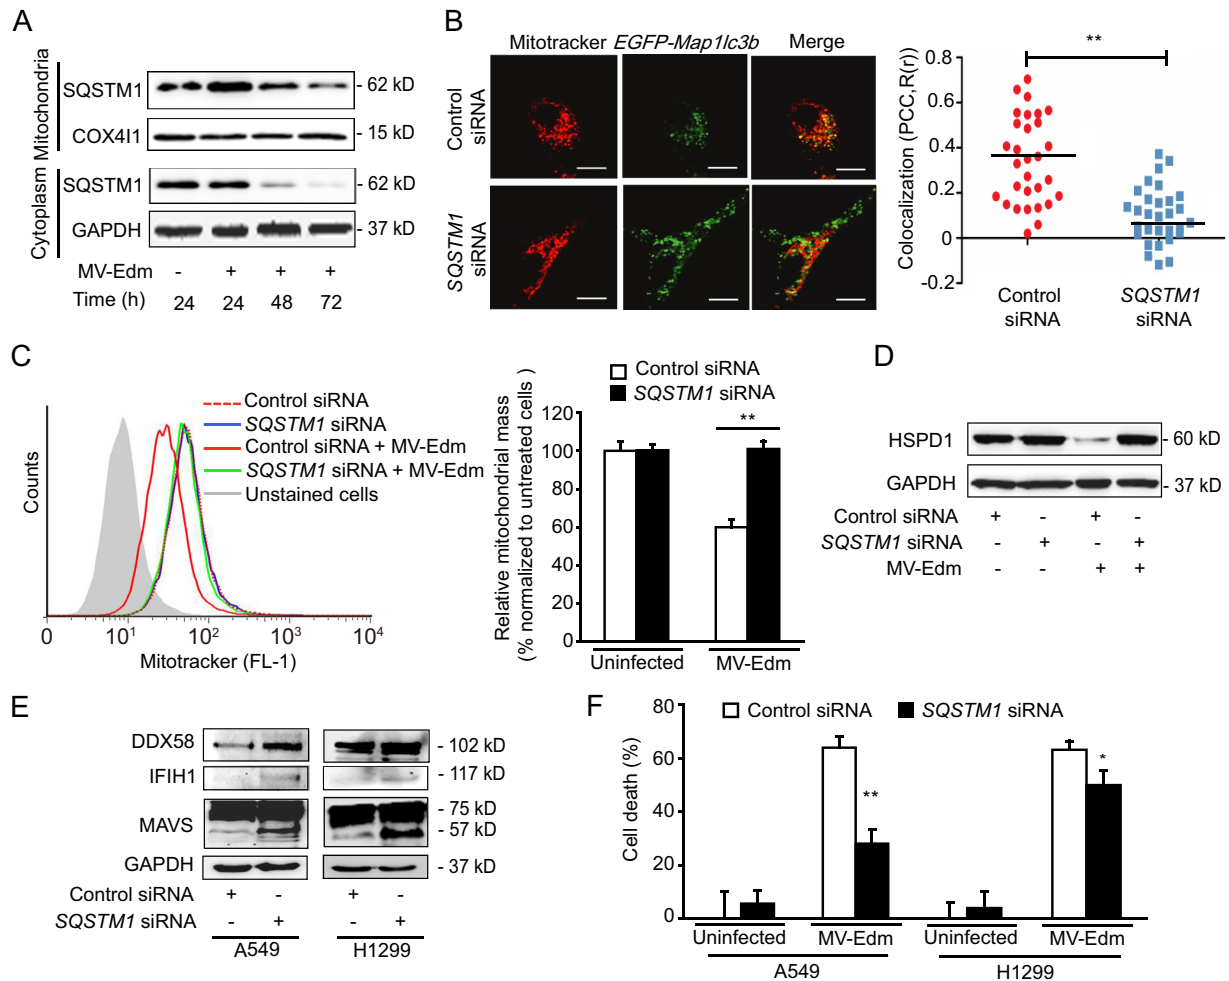 A
Mitochondria
SQSTM1
- 62 kD
COX4I1
- 15 kD
Cytoplasm
SQSTM1
- 62 kD
GAPDH
- 37 kD
MV-Edm - + + +
Time (h) 24 24 48 72
B
Mitotracker EGFP-Map1lc3b Merge
Control siRNA
SQSTM1 siRNA
Colocalization (PCC,R(r))
0.8
0.6
0.4
0.2
0
-0.2
**
Control siRNA
SQSTM1 siRNA
C
Counts
Control siRNA
SQSTM1 siRNA
Control siRNA + MV-Edm
SQSTM1 siRNA + MV-Edm
Unstained cells
0 10¹ 10² 10³ 10⁴
Mitotracker (FL-1)
Control siRNA
SQSTM1 siRNA
Relative mitochondrial mass
(% normalized to untreated cells )
120
100
80
60
40
20
0
**
Uninfected MV-Edm
D
HSPD1
- 60 kD
GAPDH
- 37 kD
Control siRNA + - + -
SQSTM1 siRNA - + - +
MV-Edm - - + +
E
DDX58
- 102 kD
IFIH1
- 117 kD
MAVS
- 75 kD
- 57 kD
GAPDH
- 37 kD
Control siRNA + - + -
SQSTM1 siRNA - + - +
A549 H1299
F
Control siRNA SQSTM1 siRNA
Cell death (%)
80
60
40
20
0
**
*
Uninfected MV-Edm Uninfected MV-Edm
A549 H1299